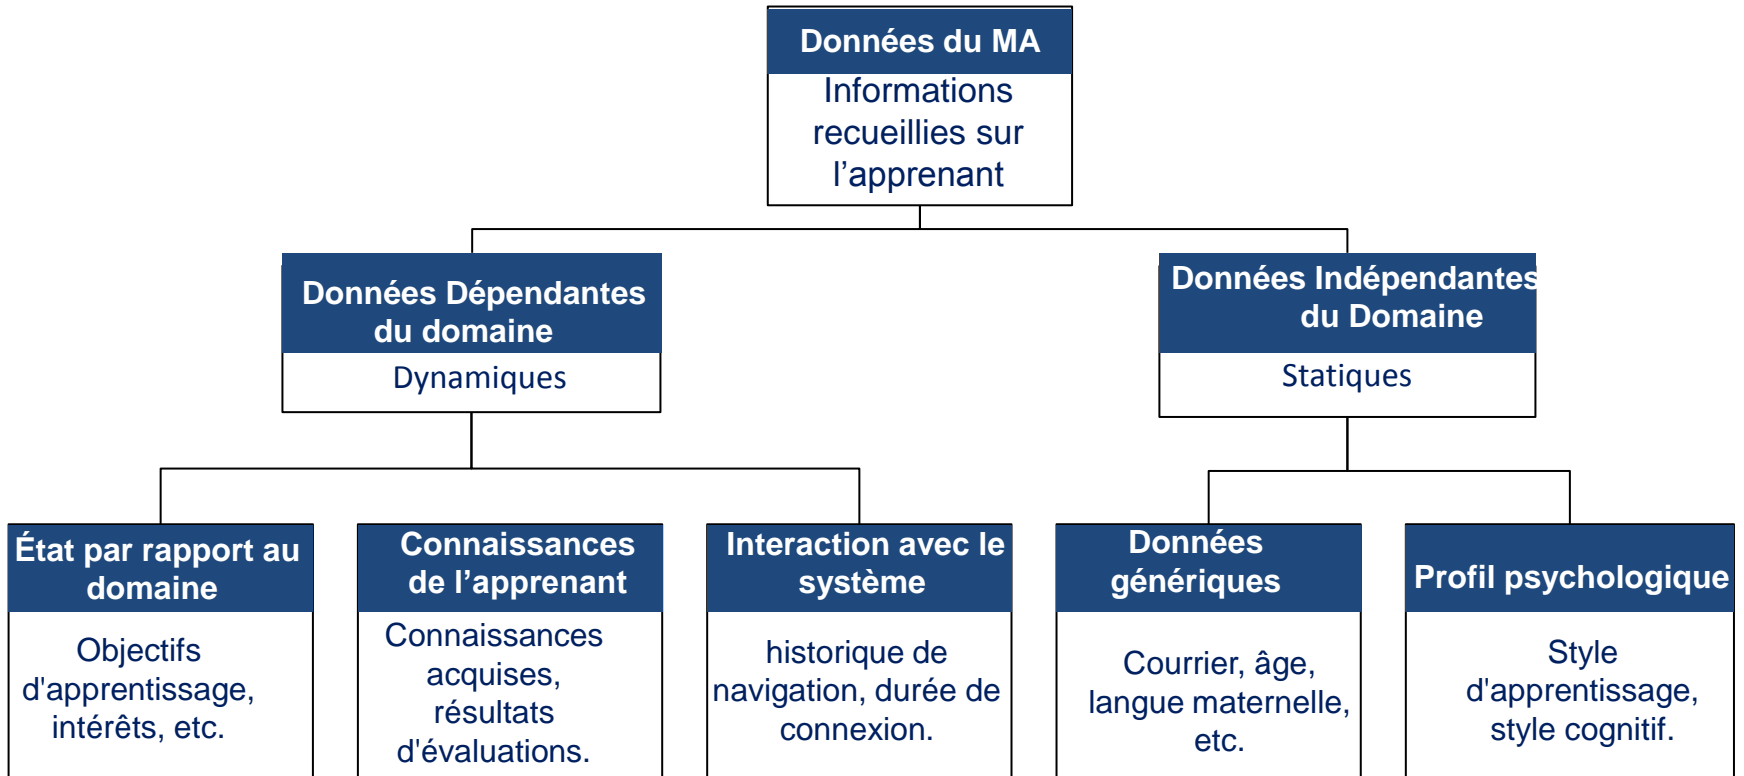 Données du MA
Informations
recueillies sur
l’apprenant
Données Dépendantes
du domaine
Dynamiques
Données Indépendantes
du Domaine
Statiques
État par rapport au
domaine
Objectifs
d'apprentissage,
intérêts, etc.
Connaissances
de l’apprenant
Connaissances
acquises,
résultats
d'évaluations.
Interaction avec le
système
historique de
navigation, durée de
connexion.
Données
génériques
Courrier, âge,
langue maternelle,
etc.
Profil psychologique
Style
d'apprentissage,
style cognitif.